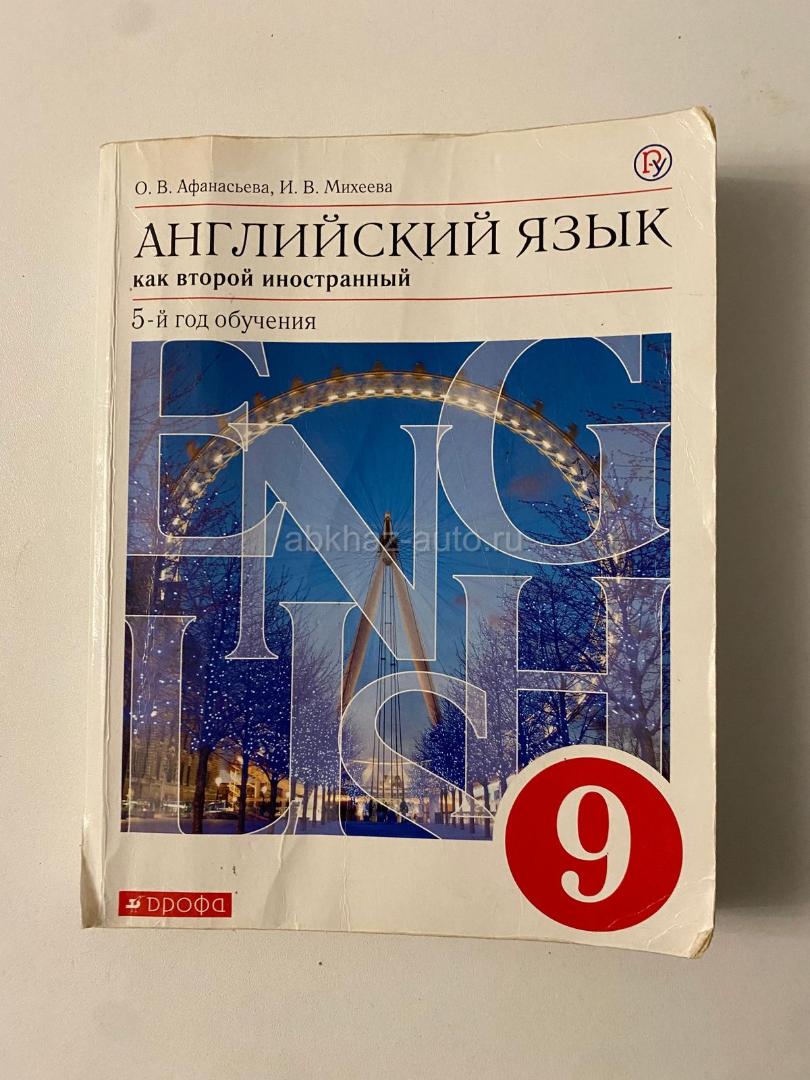 О. В. Афанасьева, И. В. Михеева
Р-У
АНГЛИЙСКИЙ ЯЗЫК
как второй иностранный
5-й год обучения
ENGLISH
abkhaz-auto.ru
9
дрофа